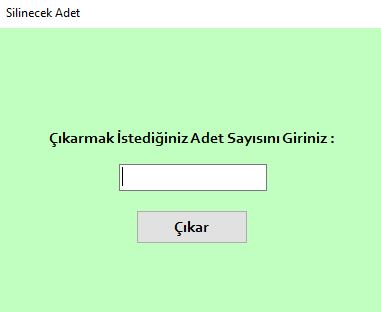 Silinecek Adet
Çıkarmak İstediğiniz Adet Sayısını Giriniz :
Çıkar